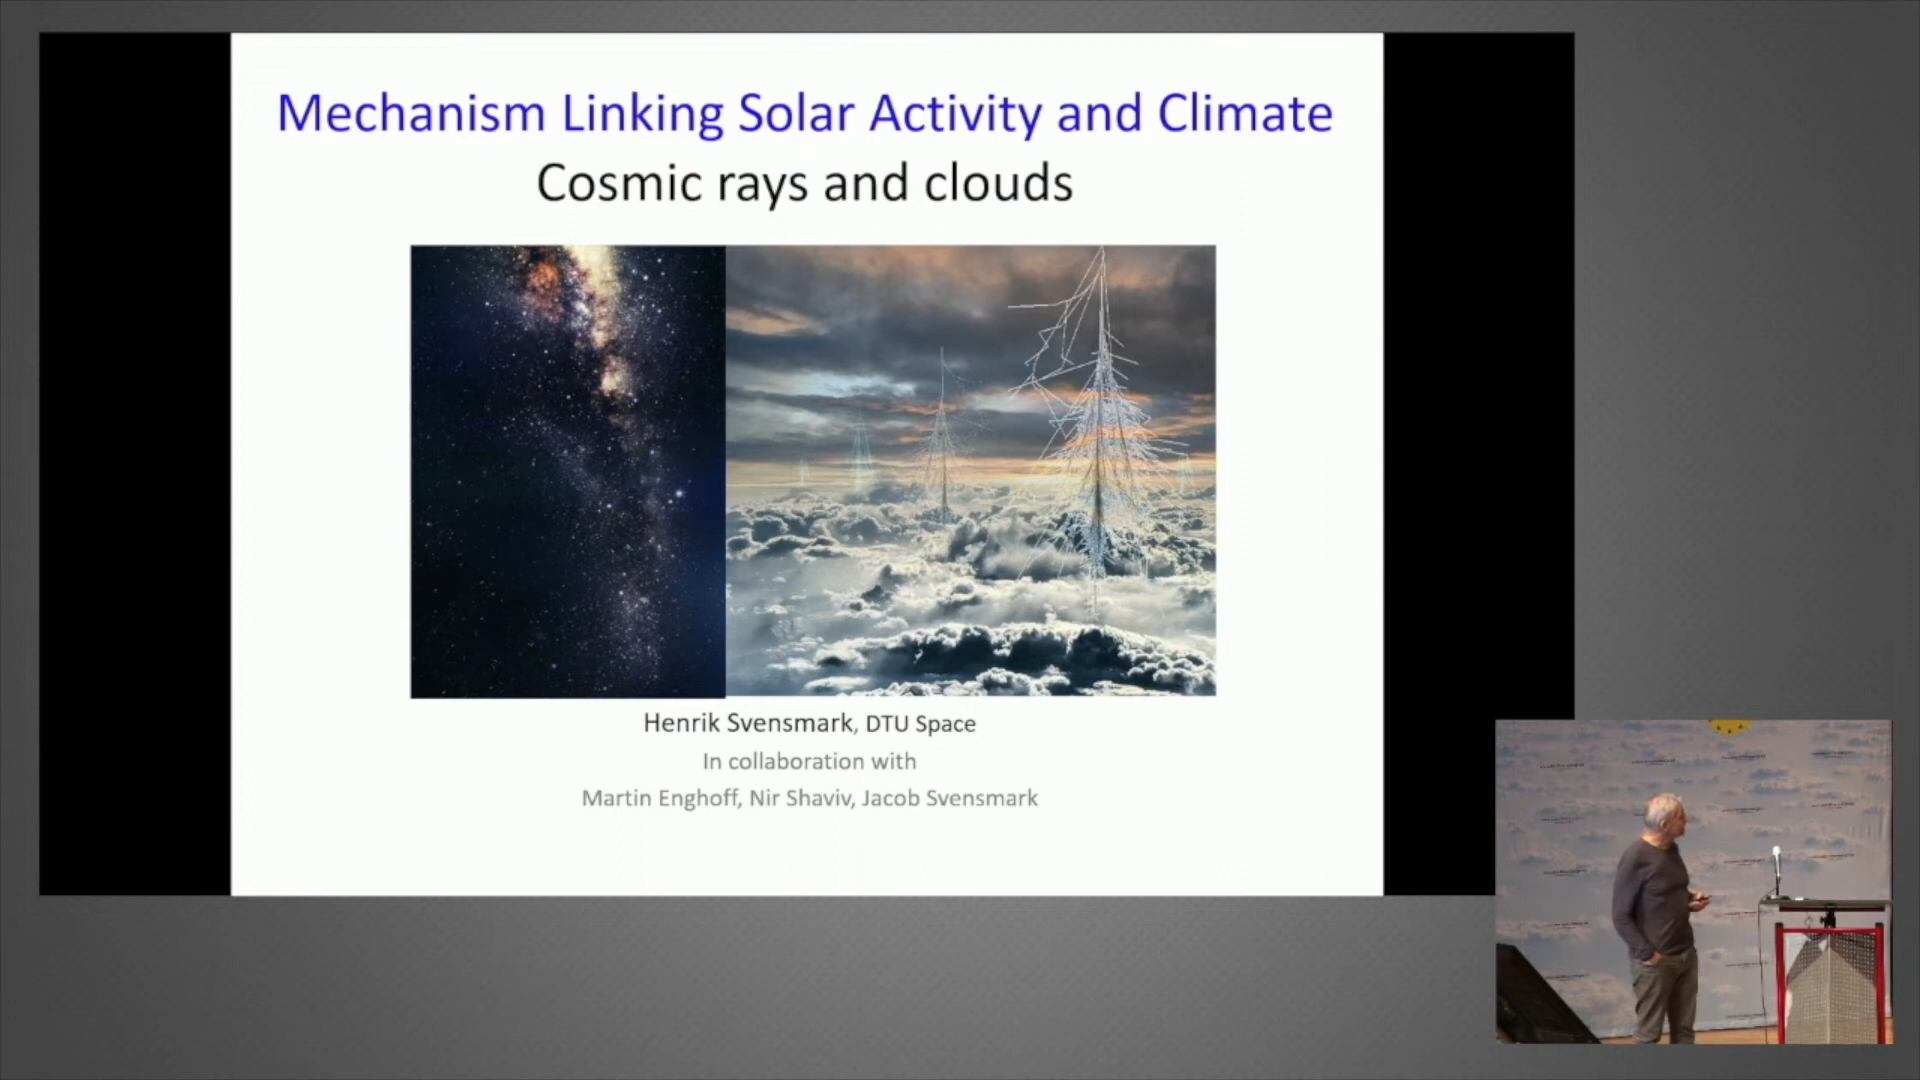 Mechanism Linking Solar Activity and Climate
Cosmic rays and clouds
Henrik Svensmark, DTU Space
In collaboration with
Martin Enghoff, Nir Shaviv, Jacob Svensmark